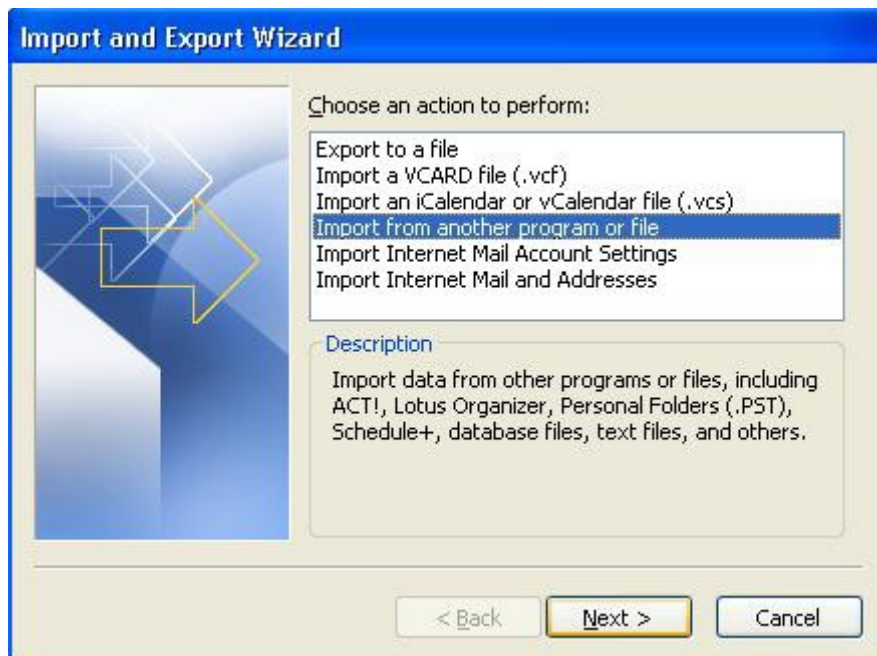 Import and Export Wizard
Choose an action to perform:
Export to a file
Import a VCARD file (.vcf)
Import an iCalendar or vCalendar file (.vcs)
Import from another program or file
Import Internet Mail Account Settings
Import Internet Mail and Addresses
Description
Import data from other programs or files, including
ACT!, Lotus Organizer, Personal Folders (.PST),
Schedule+, database files, text files, and others.
< Back Next > Cancel